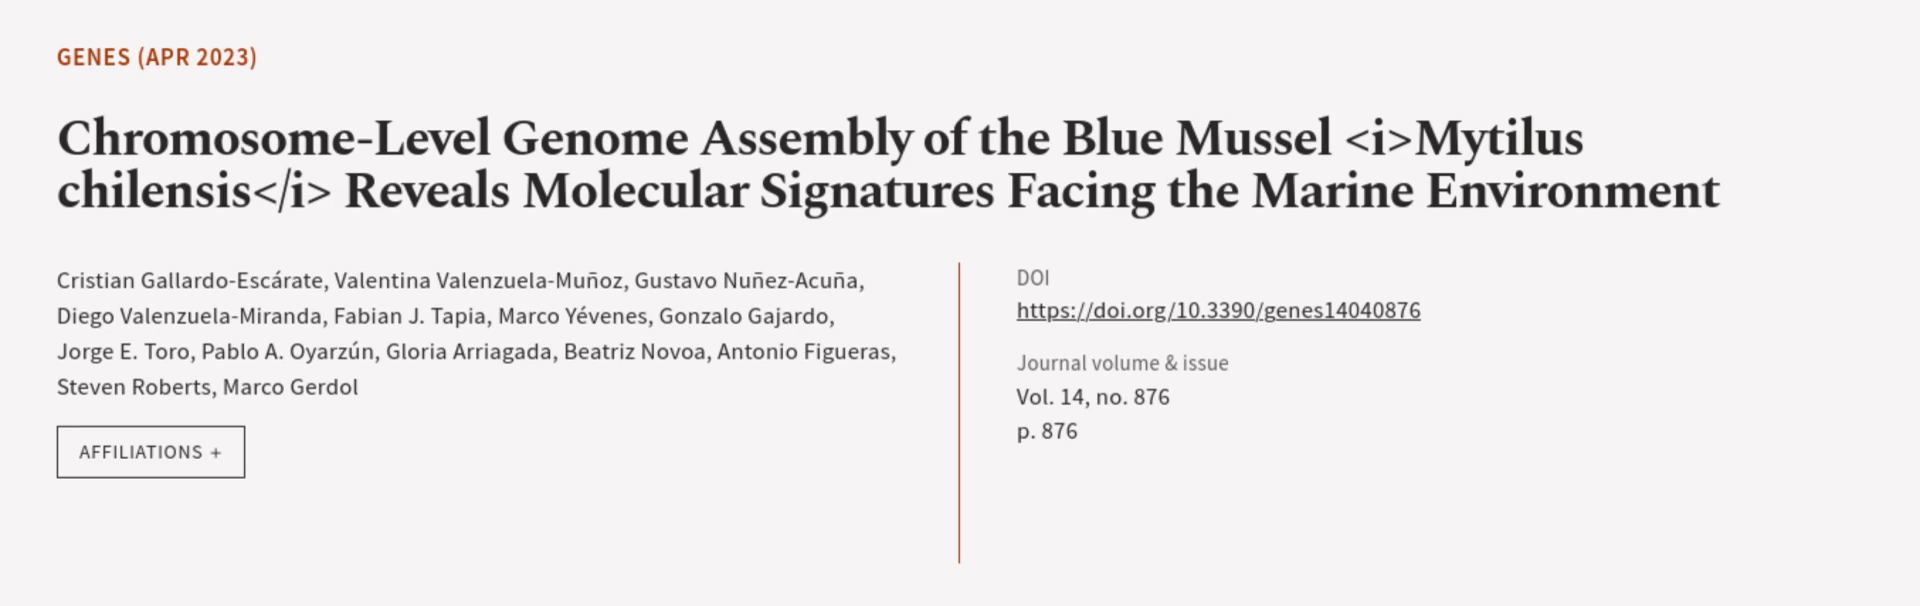 GENES (APR 2023)
Chromosome-Level Genome Assembly of the Blue Mussel <i>Mytilus
chilensis</i> Reveals Molecular Signatures Facing the Marine Environment
Cristian Gallardo-Escárate, Valentina Valenzuela-Muñoz, Gustavo Nuñez-Acuña,
Diego Valenzuela-Miranda, Fabian J. Tapia, Marco Yévenes, Gonzalo Gajardo,
Jorge E. Toro, Pablo A. Oyarzún, Gloria Arriagada, Beatriz Novoa, Antonio Figueras,
Steven Roberts, Marco Gerdol
AFFILIATIONS +
DOI
https://doi.org/10.3390/genes14040876
Journal volume & issue
Vol. 14, no. 876
p. 876